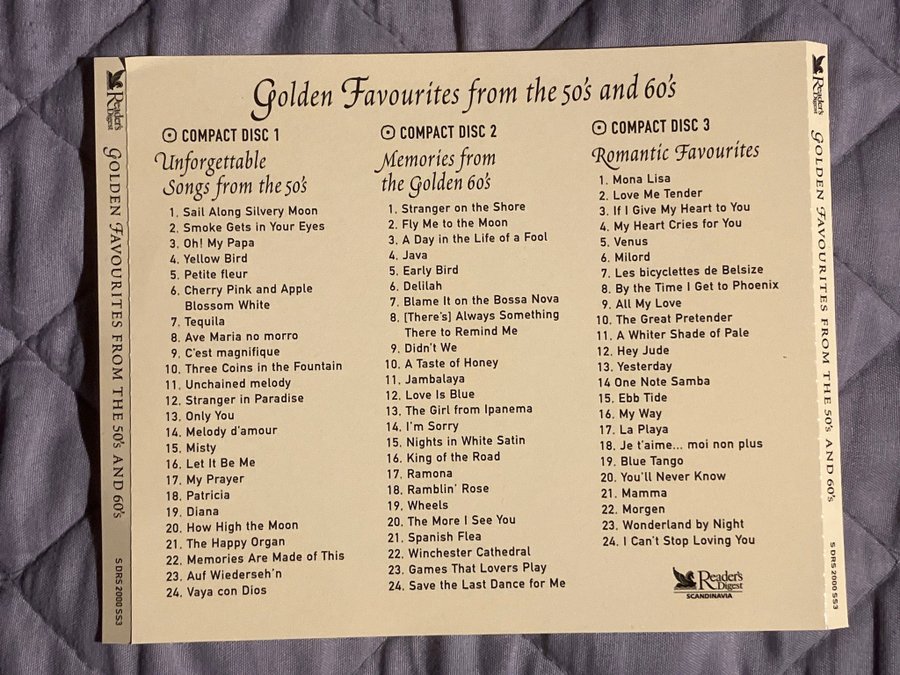 Golden Favourites from the 50's and 60's
COMPACT DISC 1
Unforgettable
Songs from the 50's
1. Sail Along Silvery Moon
2. Smoke Gets in Your Eyes
3. Oh! My Papa
4. Yellow Bird
5. Petite fleur
6. Cherry Pink and Apple
Blossom White
7. Tequila
8. Ave Maria no morro
9. C'est magnifique
10. Three Coins in the Fountain
11. Unchained melody
12. Stranger in Paradise
13. Only You
14. Melody d'amour
15. Misty
16. Let It Be Me
17. My Prayer
18. Patricia
19. Diana
20. How High the Moon
21. The Happy Organ
22. Memories Are Made of This
23. Auf Wiederseh'n
24. Vaya con Dios
COMPACT DISC 2
Memories from
the Golden 60's
1. Stranger on the Shore
2. Fly Me to the Moon
3. A Day in the Life of a Fool
4. Java
5. Early Bird
6. Delilah
7. Blame It on the Bossa Nova
8. [There's] Always Something
There to Remind Me
9. Didn't We
10. A Taste of Honey
11. Jambalaya
12. Love Is Blue
13. The Girl from Ipanema
14. I'm Sorry
15. Nights in White Satin
16. King of the Road
17. Ramona
18. Ramblin' Rose
19. Wheels
20. The More I See You
21. Spanish Flea
22. Winchester Cathedral
23. Games That Lovers Play
24. Save the Last Dance for Me
COMPACT DISC 3
Romantic Favourites
1. Mona Lisa
2. Love Me Tender
3. If I Give My Heart to You
4. My Heart Cries for You
5. Venus
6. Milord
7. Les bicyclettes de Belsize
8. By the Time I Get to Phoenix
9. All My Love
10. The Great Pretender
11. A Whiter Shade of Pale
12. Hey Jude
13. Yesterday
14 One Note Samba
15. Ebb Tide
16. My Way
17. La Playa
18. Je t'aime... moi non plus
19. Blue Tango
20. You'll Never Know
21. Mamma
22. Morgen
23. Wonderland by Night
24. I Can't Stop Loving You
Reader's
Digest
SCANDINAVIA
Reader's
Digest
GOLDEN FAVOURITES FROM THE 50's AND 60's
S DRS 2000 SS3
Reader's
Digest
GOLDEN FAVOURITES FROM THE 50's AND 60's
S DRS 2000 SS3